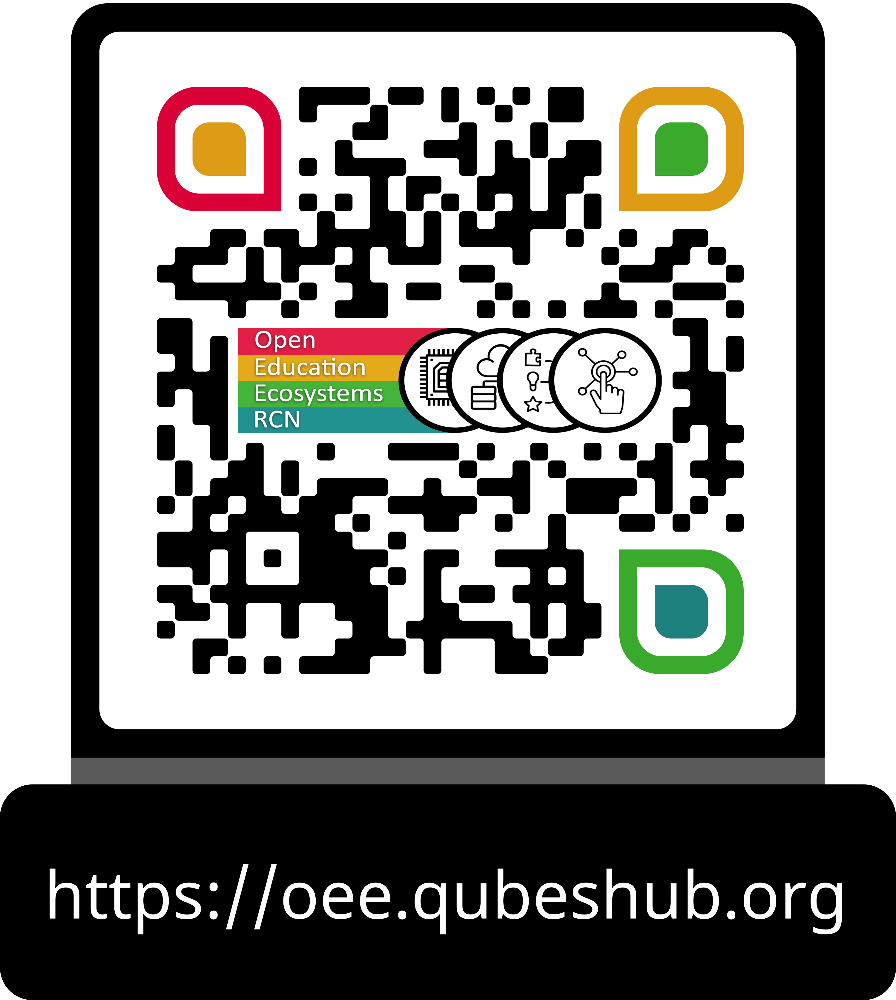 Open
Education
Ecosystems
RCN
https://oee.qubeshub.org